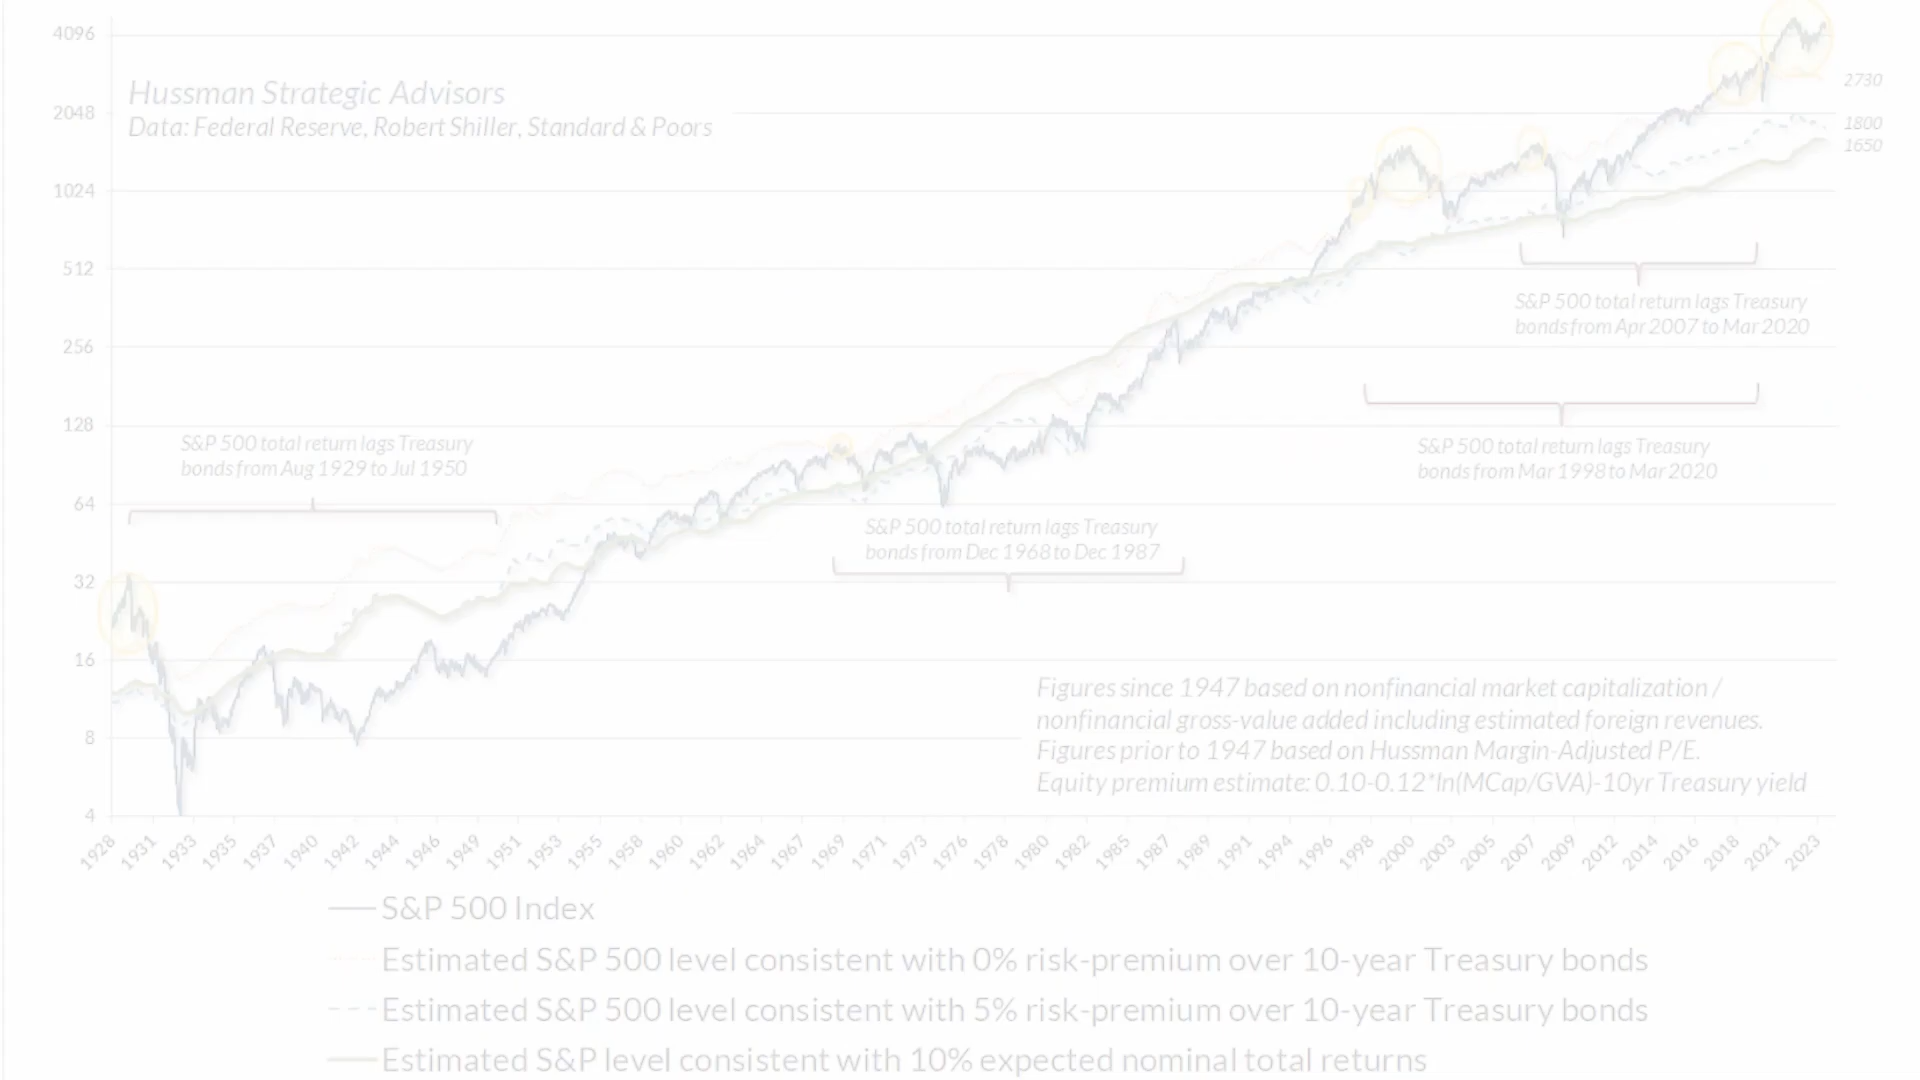 4096
Hussman Strategic Advisors
2730
2048
Data: Federal Reserve, Robert Shiller, Standard & Poors
1800
1650
1024
512
S&P 500 total return lags Treasury
bonds from Apr 2007 to Mar 2020
256
128
S&P 500 total return lags Treasury
bonds from Aug 1929 to Jul 1950
S&P 500 total return lags Treasury
bonds from Mar 1998 to Mar 2020
64
S&P 500 total return lags Treasury
bonds from Dec 1968 to Dec 1987
32
16
Figures since 1947 based on nonfinancial market capitalization /
nonfinancial gross-value added including estimated foreign revenues.
8
Figures prior to 1947 based on Hussman Margin-Adjusted P/E.
Equity premium estimate: 0.10-0.12*ln(MCap/GVA)-10yr Treasury yield
4
1928 1931 1933 1935 1937 1940 1942 1944 1946 1949 1951 1953 1955 1958 1960 1962 1964 1967 1969 1971 1973 1976 1978 1980 1982 1985 1987 1989 1991 1994 1996 1998 2000 2003 2005 2007 2009 2012 2014 2016 2018 2021 2023
S&P 500 Index
Estimated S&P 500 level consistent with 0% risk-premium over 10-year Treasury bonds
Estimated S&P 500 level consistent with 5% risk-premium over 10-year Treasury bonds
Estimated S&P level consistent with 10% expected nominal total returns